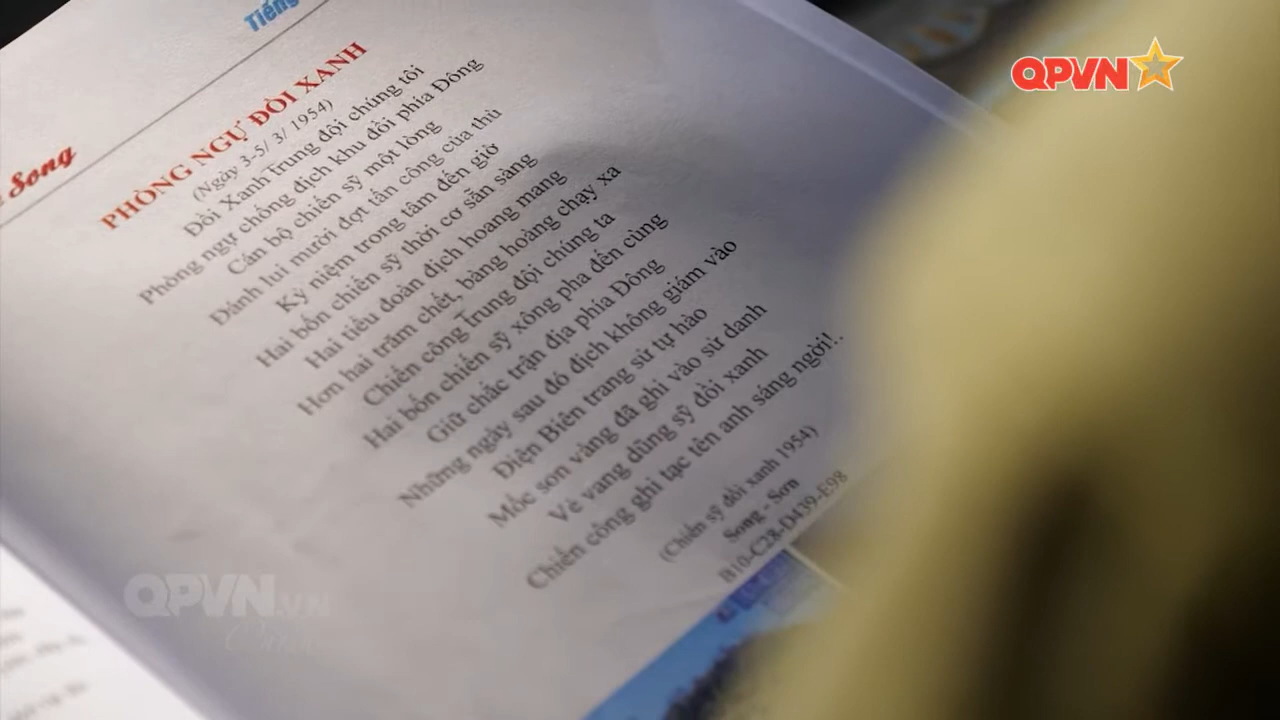 QPVN
Tiếng
Song
PHÒNG NGỰ ĐỒI XANH
(Ngày 3-5/ 3/ 1954)
Đồi Xanh Trung đội chúng tôi
Phòng ngự chống địch khu đồi phía Đông
Cán bộ chiến sỹ một lòng
Đánh lui mười đợt tấn công của thù
Kỷ niệm trong tâm đến giờ
Hai bốn chiến sỹ thời cơ sẵn sàng
Hai tiểu đoàn địch hoang mang
Hơn hai trăm chết, bàng hoàng chạy xa
Chiến công Trung đội chúng ta
Hai bốn chiến sỹ xông pha đến cùng
Giữ chắc trận địa phía Đông
Những ngày sau đó địch không giám vào
Điện Biên trang sử tự hào
Mốc son vàng đã ghi vào sử danh
Vẻ vang dũng sỹ đồi xanh
Chiến công ghi tạc tên anh sáng ngời!.
(Chiến sỹ đồi xanh 1954)
Song - Sơn
B10-C28-D439-E98
QPVN.VN